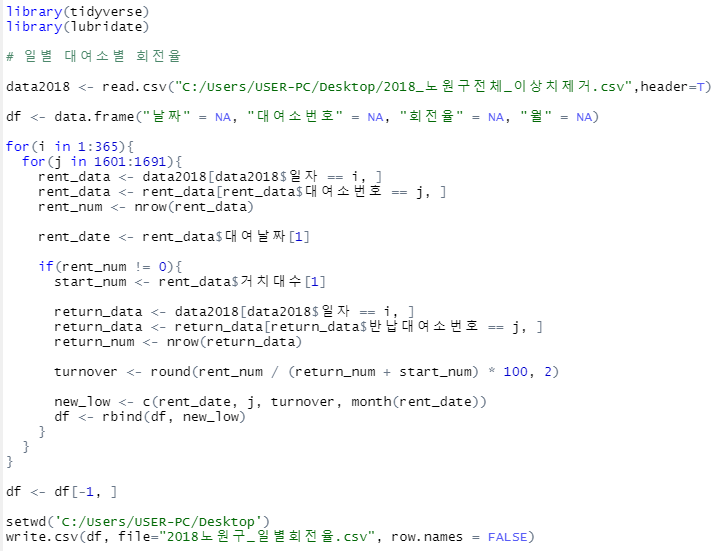 library(tidyverse)
library(lubridate)

# 일별 대여소별 회전율

data2018 <- read.csv("C:/Users/USER-PC/Desktop/2018_노원구전체_이상치제거.csv",header=T)

df <- data.frame("날짜" = NA, "대여소번호" = NA, "회전율" = NA, "월" = NA)

for(i in 1:365){
  for(j in 1601:1691){
    rent_data <- data2018[data2018$일자 == i, ]
    rent_data <- rent_data[rent_data$대여소번호 == j, ]
    rent_num <- nrow(rent_data)

    rent_date <- rent_data$대여날짜[1]

    if(rent_num != 0){
      start_num <- rent_data$거치대수[1]

      return_data <- data2018[data2018$일자 == i, ]
      return_data <- return_data[return_data$반납대여소번호 == j, ]
      return_num <- nrow(return_data)

      turnover <- round(rent_num / (return_num + start_num) * 100, 2)

      new_low <- c(rent_date, j, turnover, month(rent_date))
      df <- rbind(df, new_low)
    }
  }
}

df <- df[-1, ]

setwd('C:/Users/USER-PC/Desktop')
write.csv(df, file="2018노원구_일별회전율.csv", row.names = FALSE)